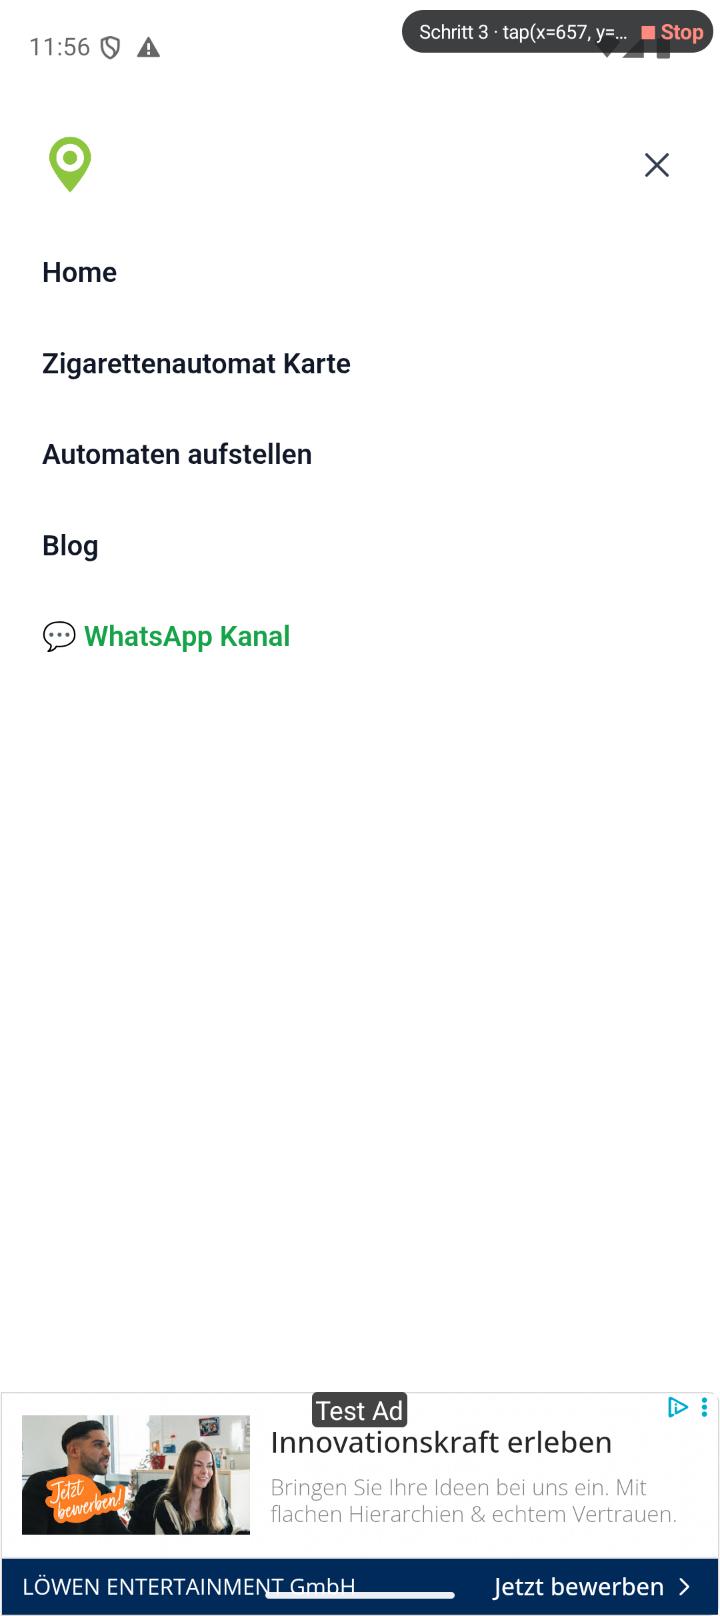 11:56
Schritt 3 · tap(x=657, y=... Stop
Home
Zigarettenautomat Karte
Automaten aufstellen
Blog
💬 WhatsApp Kanal
Test Ad
Innovationskraft erleben
Bringen Sie Ihre Ideen bei uns ein. Mit
flachen Hierarchien & echtem Vertrauen.
Jetzt
bewerben!
LÖWEN ENTERTAINMENT GmbH
Jetzt bewerben